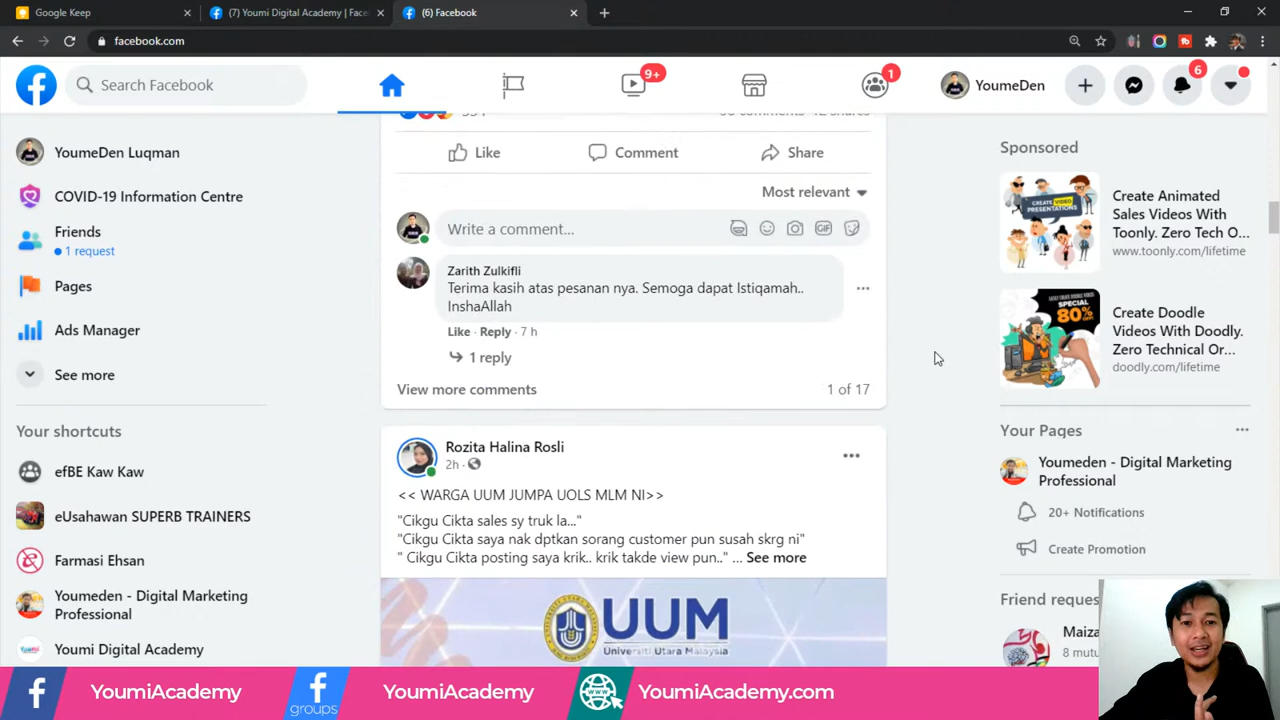 Google Keep
(7) Youmi Digital Academy | Face
(6) Facebook
facebook.com
Search Facebook
9+
1
YoumeDen
6
YoumeDen Luqman
COVID-19 Information Centre
Friends
1 request
Pages
Ads Manager
See more
Your shortcuts
efBE Kaw Kaw
eUsahawan SUPERB TRAINERS
Farmasi Ehsan
Youmeden - Digital Marketing
Professional
Youmi Digital Academy
Like
Comment
Share
Most relevant
Write a comment...
GIF
Zarith Zulkifli
Terima kasih atas pesanan nya. Semoga dapat Istiqamah..
InshaAllah
Like · Reply · 7 h
1 reply
View more comments
1 of 17
Rozita Halina Rosli
2h ·
<< WARGA UUM JUMPA UOLS MLM NI>>
"Cikgu Cikta sales sy truk la..."
"Cikgu Cikta saya nak dptkan sorang customer pun susah skrg ni"
" Cikgu Cikta posting saya krik.. krik takde view pun.." ... See more
UUM
Universiti Utara Malaysia
Sponsored
CREATE VIDEO
PRESENTATIONS
Create Animated
Sales Videos With
Toonly. Zero Tech O...
www.toonly.com/lifetime
SPECIAL
80%
OFF!
Create Doodle
Videos With Doodly.
Zero Technical Or...
doodly.com/lifetime
Your Pages
Youmeden - Digital Marketing
Professional
20+ Notifications
Create Promotion
Friend reques
Maiza
8 mutu
YoumiAcademy
groups
YoumiAcademy
WWW
YoumiAcademy.com